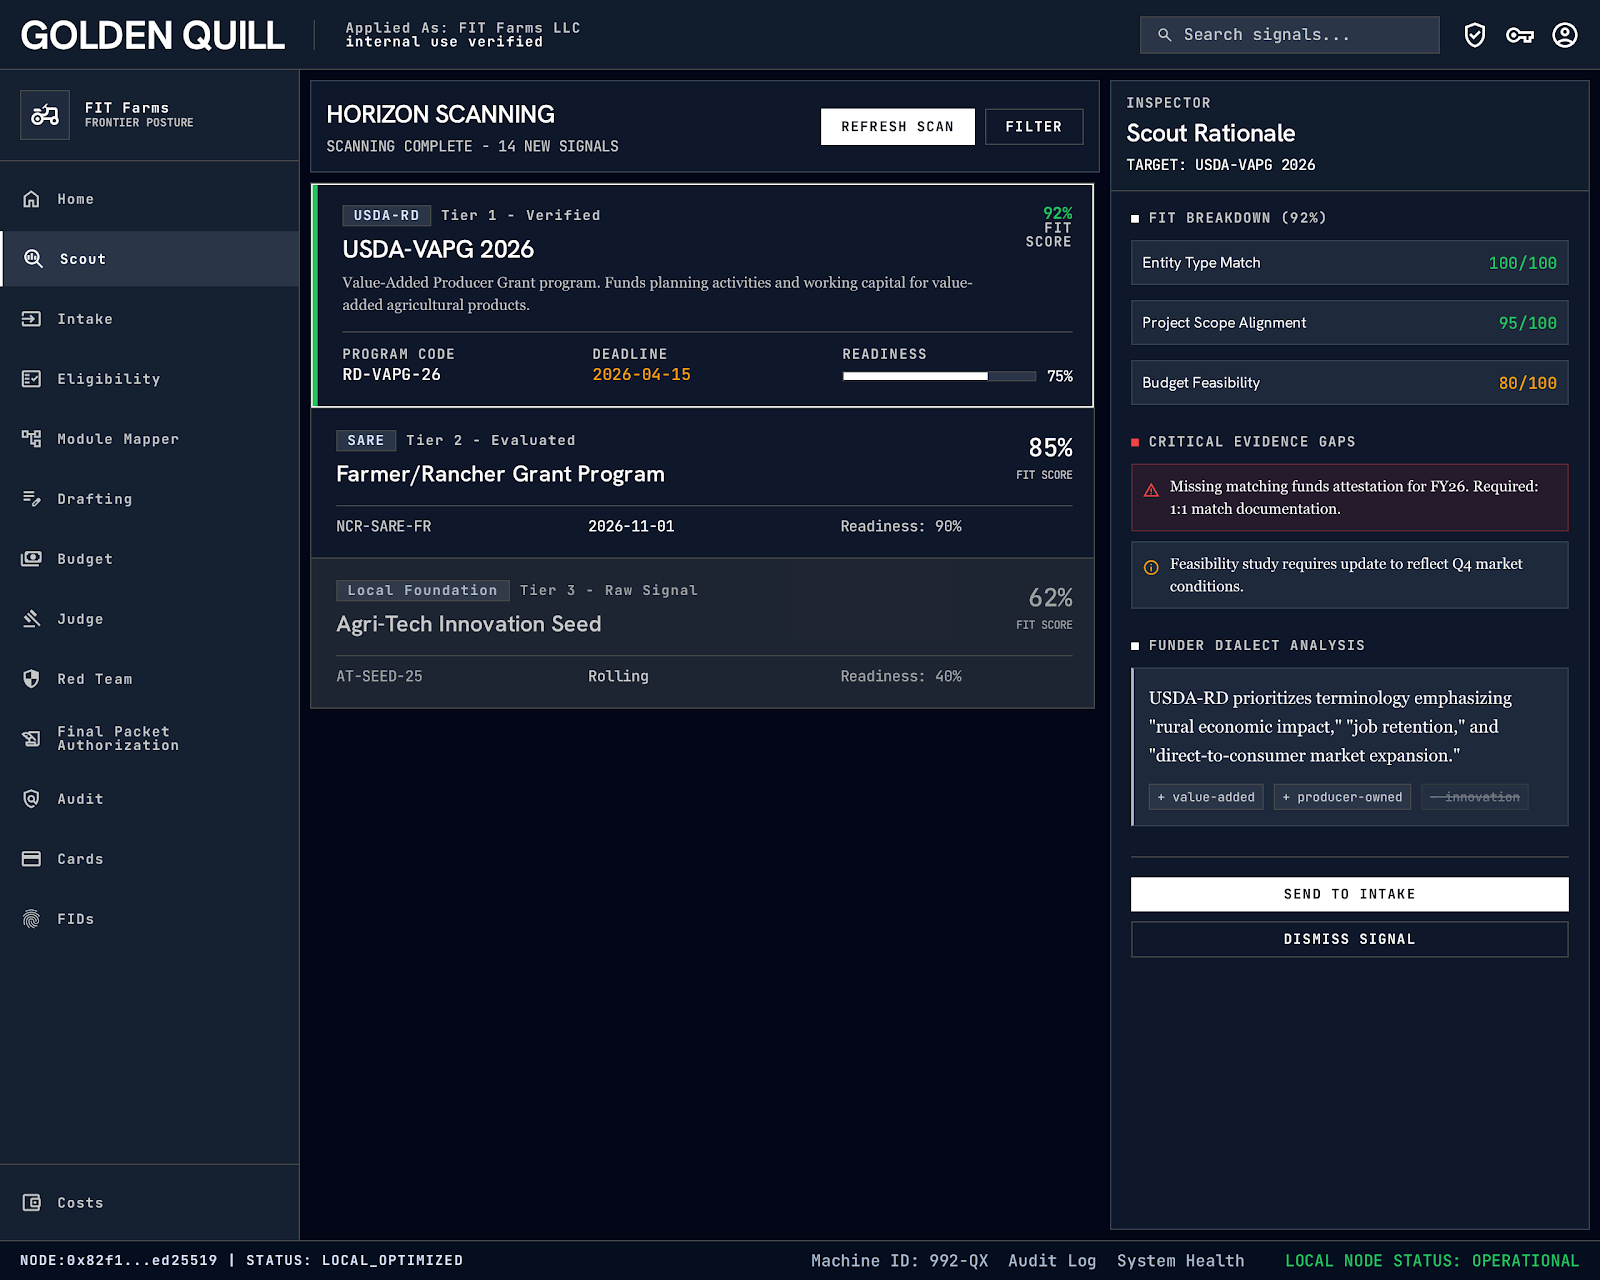 GOLDEN QUILL
Applied As: FIT Farms LLC
internal use verified
Search signals...
FIT Farms
FRONTIER POSTURE
Home
Scout
Intake
Eligibility
Module Mapper
Drafting
Budget
Judge
Red Team
Final Packet
Authorization
Audit
Cards
FIDs
Costs
HORIZON SCANNING
SCANNING COMPLETE - 14 NEW SIGNALS
REFRESH SCAN
FILTER
USDA-RD Tier 1 - Verified
92%
FIT
SCORE
USDA-VAPG 2026
Value-Added Producer Grant program. Funds planning activities and working capital for value-
added agricultural products.
PROGRAM CODE DEADLINE READINESS
RD-VAPG-26 2026-04-15 75%
SARE Tier 2 - Evaluated
85%
FIT SCORE
Farmer/Rancher Grant Program
NCR-SARE-FR 2026-11-01 Readiness: 90%
Local Foundation Tier 3 - Raw Signal
62%
FIT SCORE
Agri-Tech Innovation Seed
AT-SEED-25 Rolling Readiness: 40%
INSPECTOR
Scout Rationale
TARGET: USDA-VAPG 2026
FIT BREAKDOWN (92%)
Entity Type Match 100/100
Project Scope Alignment 95/100
Budget Feasibility 80/100
CRITICAL EVIDENCE GAPS
Missing matching funds attestation for FY26. Required:
1:1 match documentation.
Feasibility study requires update to reflect Q4 market
conditions.
FUNDER DIALECT ANALYSIS
USDA-RD prioritizes terminology emphasizing
"rural economic impact," "job retention," and
"direct-to-consumer market expansion."
+ value-added + producer-owned - innovation
SEND TO INTAKE
DISMISS SIGNAL
NODE:0x82f1...ed25519 | STATUS: LOCAL_OPTIMIZED
Machine ID: 992-QX Audit Log System Health LOCAL NODE STATUS: OPERATIONAL